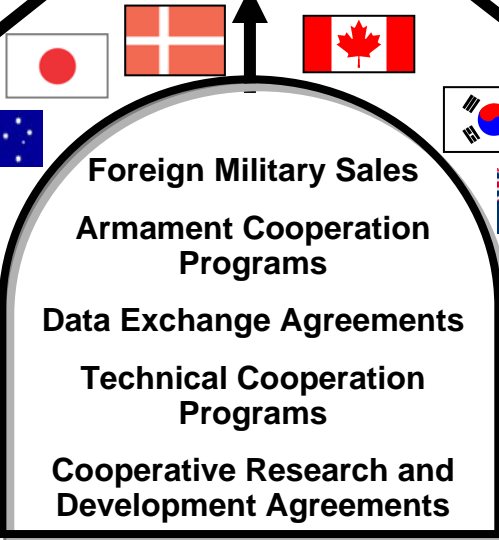 Foreign Military Sales
Armament Cooperation
Programs
Data Exchange Agreements
Technical Cooperation
Programs
Cooperative Research and
Development Agreements